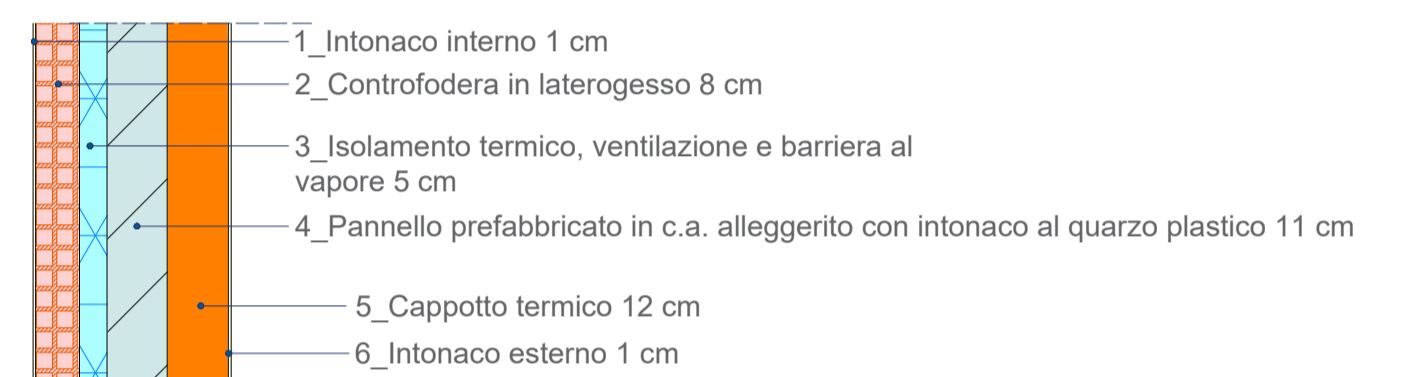 1_Intonaco interno 1 cm
2_Controfodera in laterogesso 8 cm
3_Isolamento termico, ventilazione e barriera al
vapore 5 cm
4_Pannello prefabbricato in c.a. alleggerito con intonaco al quarzo plastico 11 cm
5_Cappotto termico 12 cm
6_Intonaco esterno 1 cm